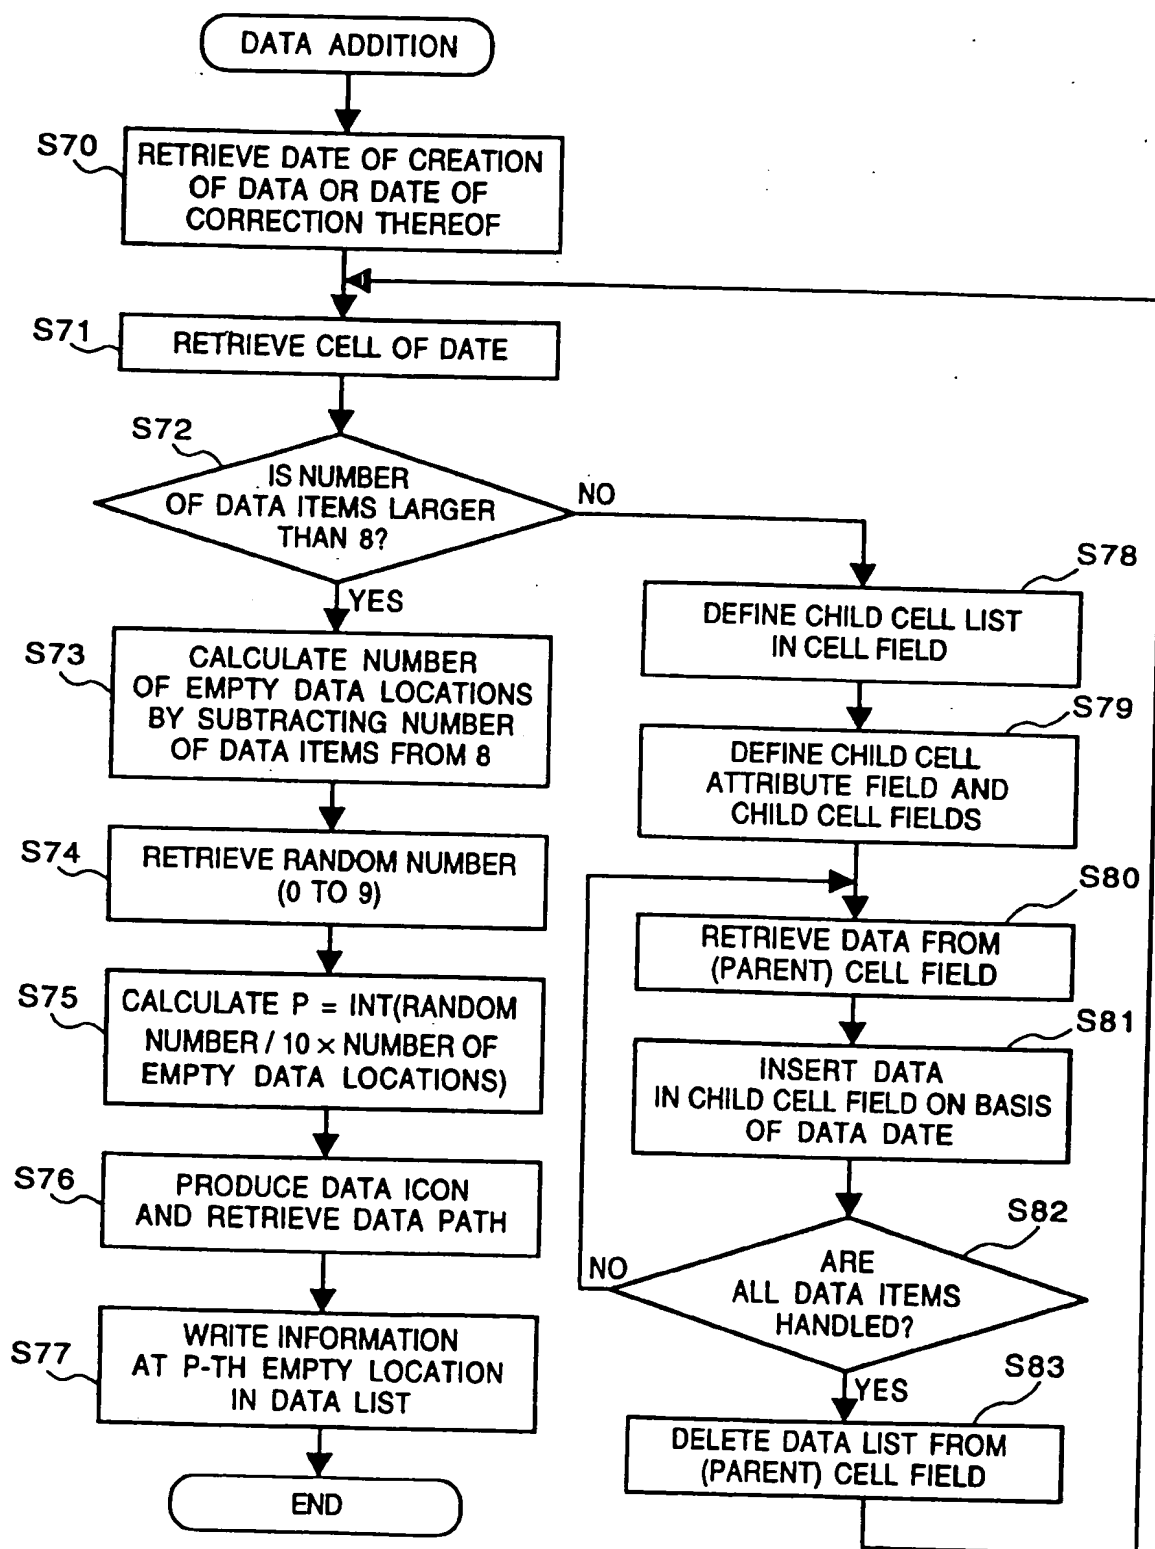 DATA ADDITION
S70
RETRIEVE DATE OF CREATION
OF DATA OR DATE OF
CORRECTION THEREOF
S71
RETRIEVE CELL OF DATE
S72
IS NUMBER
OF DATA ITEMS LARGER
THAN 8?
NO
YES
S73
CALCULATE NUMBER
OF EMPTY DATA LOCATIONS
BY SUBTRACTING NUMBER
OF DATA ITEMS FROM 8
S74
RETRIEVE RANDOM NUMBER
(0 TO 9)
S75
CALCULATE P = INT(RANDOM
NUMBER / 10 × NUMBER OF
EMPTY DATA LOCATIONS)
S76
PRODUCE DATA ICON
AND RETRIEVE DATA PATH
S77
WRITE INFORMATION
AT P-TH EMPTY LOCATION
IN DATA LIST
END
S78
DEFINE CHILD CELL LIST
IN CELL FIELD
S79
DEFINE CHILD CELL
ATTRIBUTE FIELD AND
CHILD CELL FIELDS
S80
RETRIEVE DATA FROM
(PARENT) CELL FIELD
S81
INSERT DATA
IN CHILD CELL FIELD ON BASIS
OF DATA DATE
S82
ARE
ALL DATA ITEMS
HANDLED?
NO
YES
S83
DELETE DATA LIST FROM
(PARENT) CELL FIELD